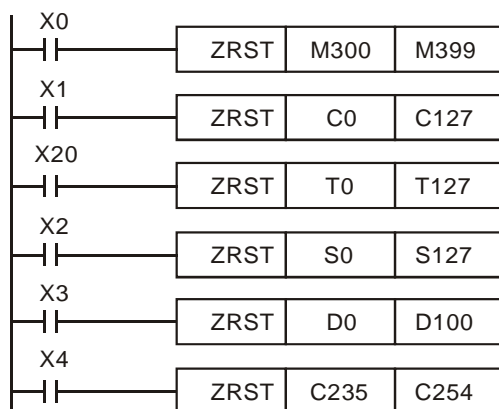 X0
ZRST M300 M399
X1
ZRST C0 C127
X20
ZRST T0 T127
X2
ZRST S0 S127
X3
ZRST D0 D100
X4
ZRST C235 C254